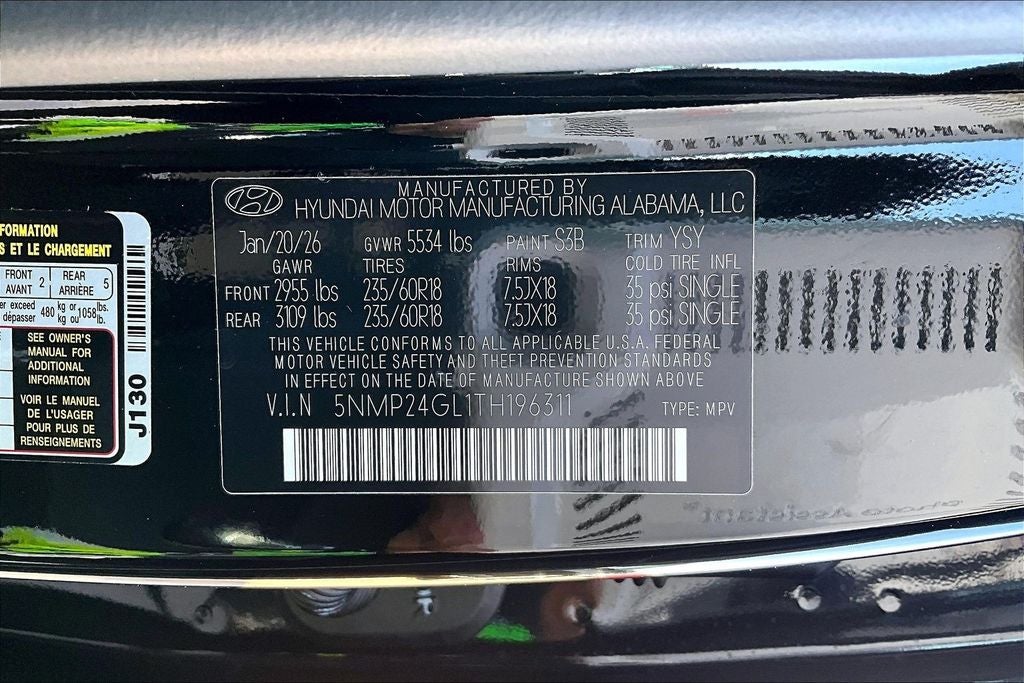 MANUFACTURED BY
HYUNDAI MOTOR MANUFACTURING ALABAMA, LLC
Jan/20/26 GVWR 5534 lbs PAINT S3B TRIM YSY
GAWR TIRES RIMS COLD TIRE INFL
FRONT 2955 lbs 235/60R18 7.5JX18 35 psi SINGLE
REAR 3109 lbs 235/60R18 7.5JX18 35 psi SINGLE
THIS VEHICLE CONFORMS TO ALL APPLICABLE U.S.A. FEDERAL
MOTOR VEHICLE SAFETY AND THEFT PREVENTION STANDARDS
IN EFFECT ON THE DATE OF MANUFACTURE SHOWN ABOVE
V.I.N 5NMP24GL1TH196311 TYPE: MPV
FORMATION
ET LE CHARGEMENT
FRONT 2 REAR 5
AVANT ARRIÈRE
exceed 480 kg or 1058 lbs.
dépasser kg ou lb.
SEE OWNER'S
MANUAL FOR
ADDITIONAL
INFORMATION
VOIR LE MANUEL
DE L'USAGER
POUR PLUS DE
RENSEIGNEMENTS
J130